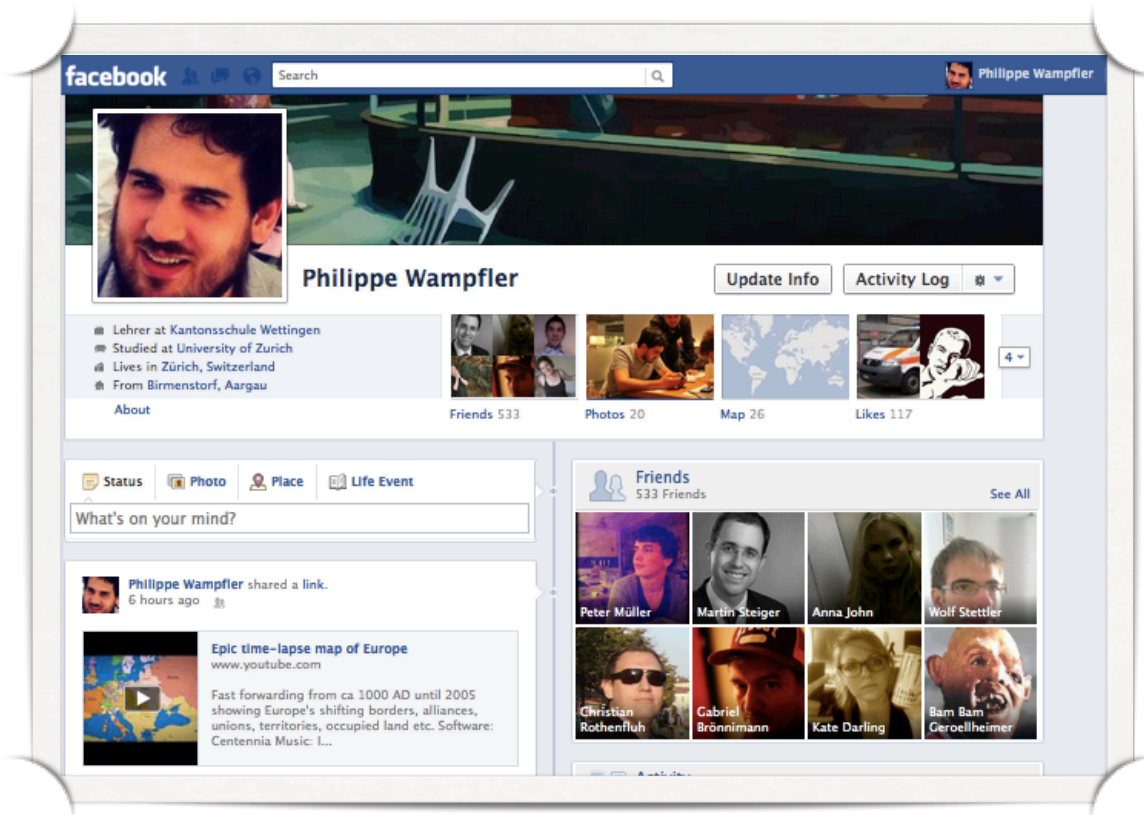 facebook
Search
Philippe Wampfler
Philippe Wampfler
Update Info
Activity Log
Lehrer at Kantonsschule Wettingen
Studied at University of Zurich
Lives in Zürich, Switzerland
From Birmenstorf, Aargau
About
Friends 533
Photos 20
Map 26
Likes 117
4
Status
Photo
Place
Life Event
What's on your mind?
Philippe Wampfler shared a link.
6 hours ago
Epic time-lapse map of Europe
www.youtube.com
Fast forwarding from ca 1000 AD until 2005
showing Europe's shifting borders, alliances,
unions, territories, occupied land etc. Software:
Centennia Music: I...
Friends
533 Friends
See All
Peter Müller
Martin Steiger
Anna John
Wolf Stettler
Christian
Rothenfluh
Gabriel
Brönnimann
Kate Darling
Bam Bam
Geroellheimer
Activity